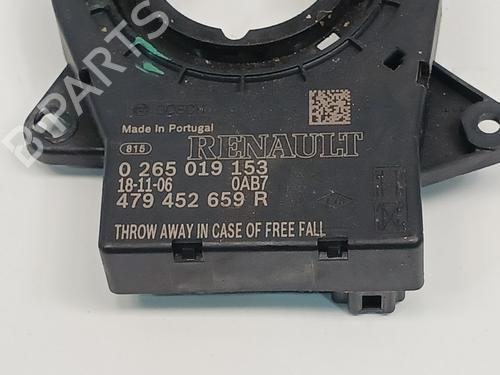 BOSCH
Made in Portugal
815
RENAULT
0 265 019 153
18-11-06 0AB7
479 452 659 R
THROW AWAY IN CASE OF FREE FALL
B-PARTS